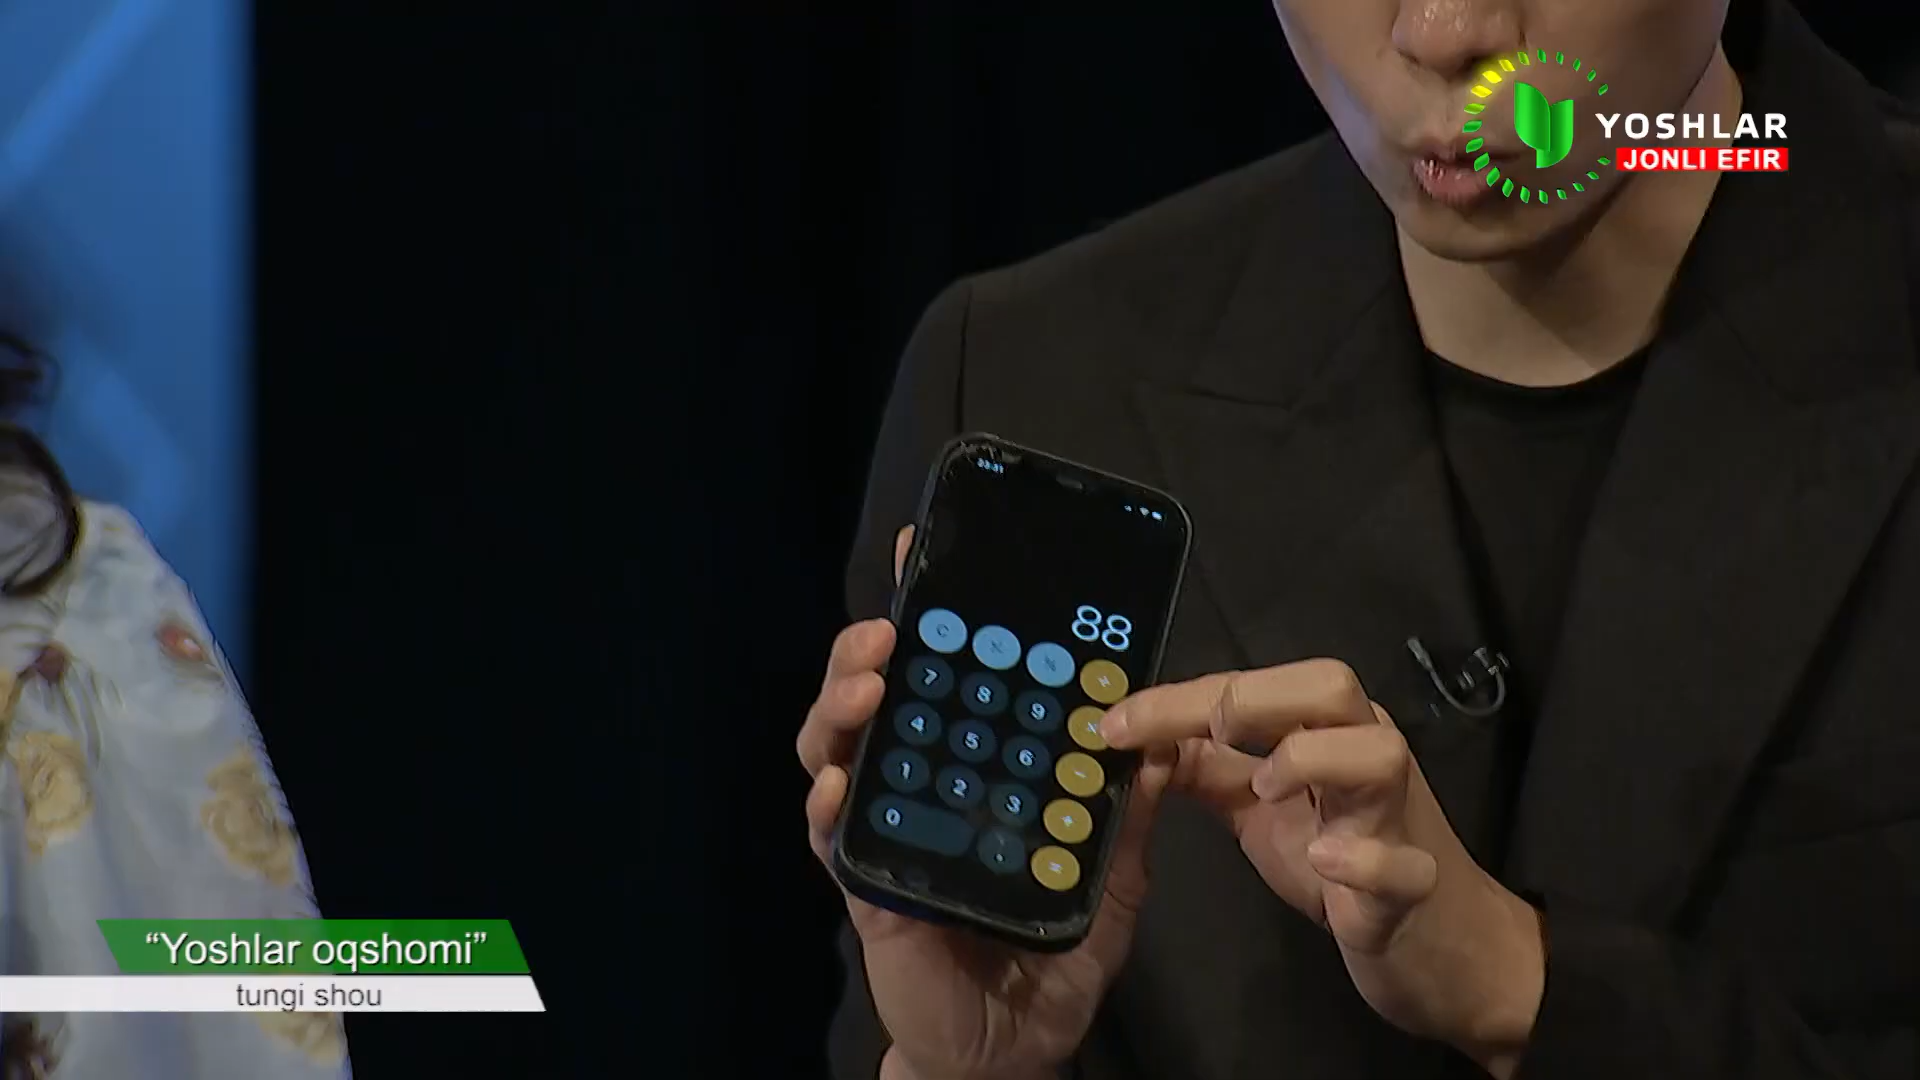 YOSHLAR
JONLI EFIR
88
C
7 8 9
4 5 6 −
1 2 3 +
0 .
“Yoshlar oqshomi”
tungi shou